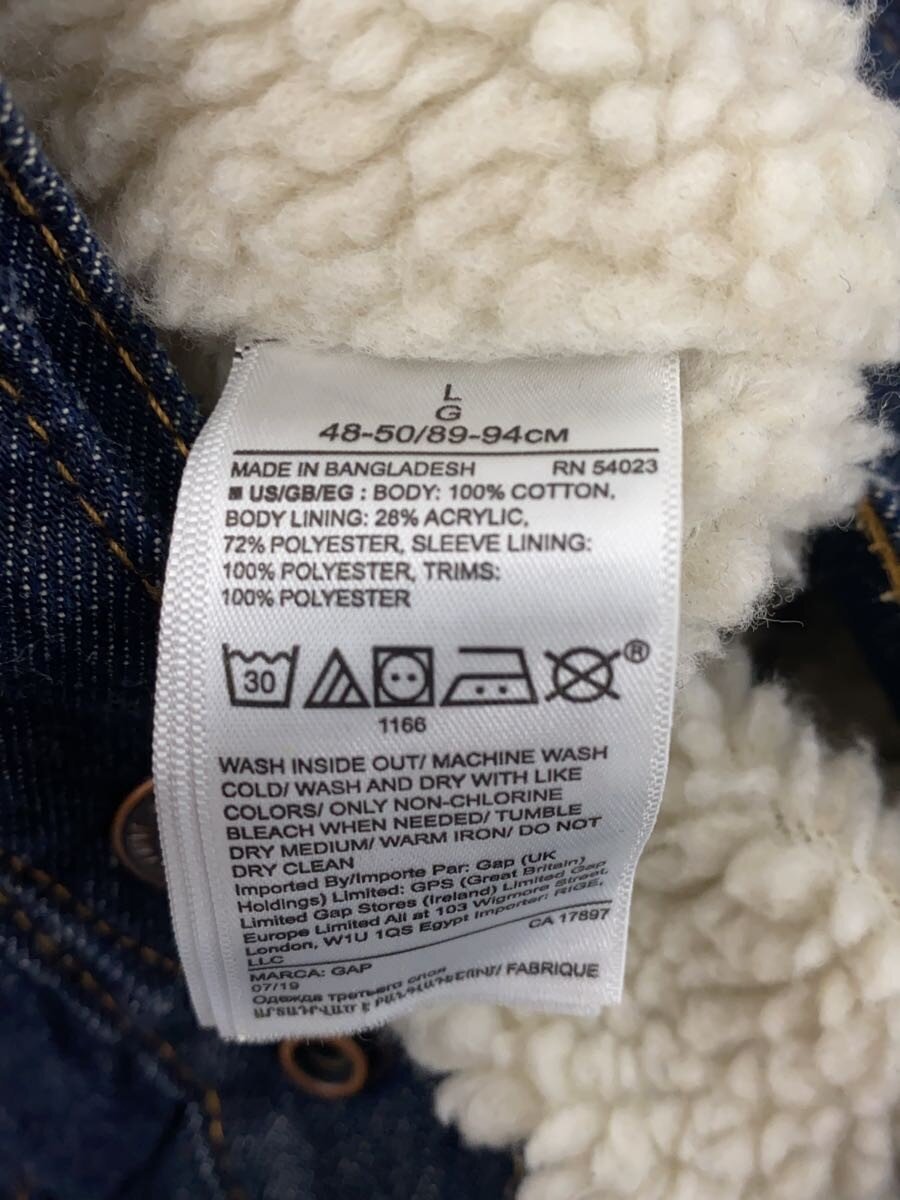 L
G
48-50/89-94CM
MADE IN BANGLADESH RN 54023
US/GB/EG : BODY: 100% COTTON,
BODY LINING: 28% ACRYLIC,
72% POLYESTER, SLEEVE LINING:
100% POLYESTER, TRIMS:
100% POLYESTER
30 ®
1166
WASH INSIDE OUT/ MACHINE WASH
COLD/ WASH AND DRY WITH LIKE
COLORS/ ONLY NON-CHLORINE
BLEACH WHEN NEEDED/ TUMBLE
DRY MEDIUM/ WARM IRON/ DO NOT
DRY CLEAN
Imported By/Importe Par: Gap (UK
Holdings) Limited: GPS (Great Britain)
Limited Gap Stores (Ireland) Limited Gap
Europe Limited All at 103 Wigmore Street,
London, W1U 1QS Egypt Importer: RIGE,
LLC CA 17897
MARCA: GAP
07/19
Одежда третьего слоя
ԱՐՏԱԴՐՎԱԾ Է ԲԱՆԳԼԱԴԵՇՈՒՄ/ FABRIQUE